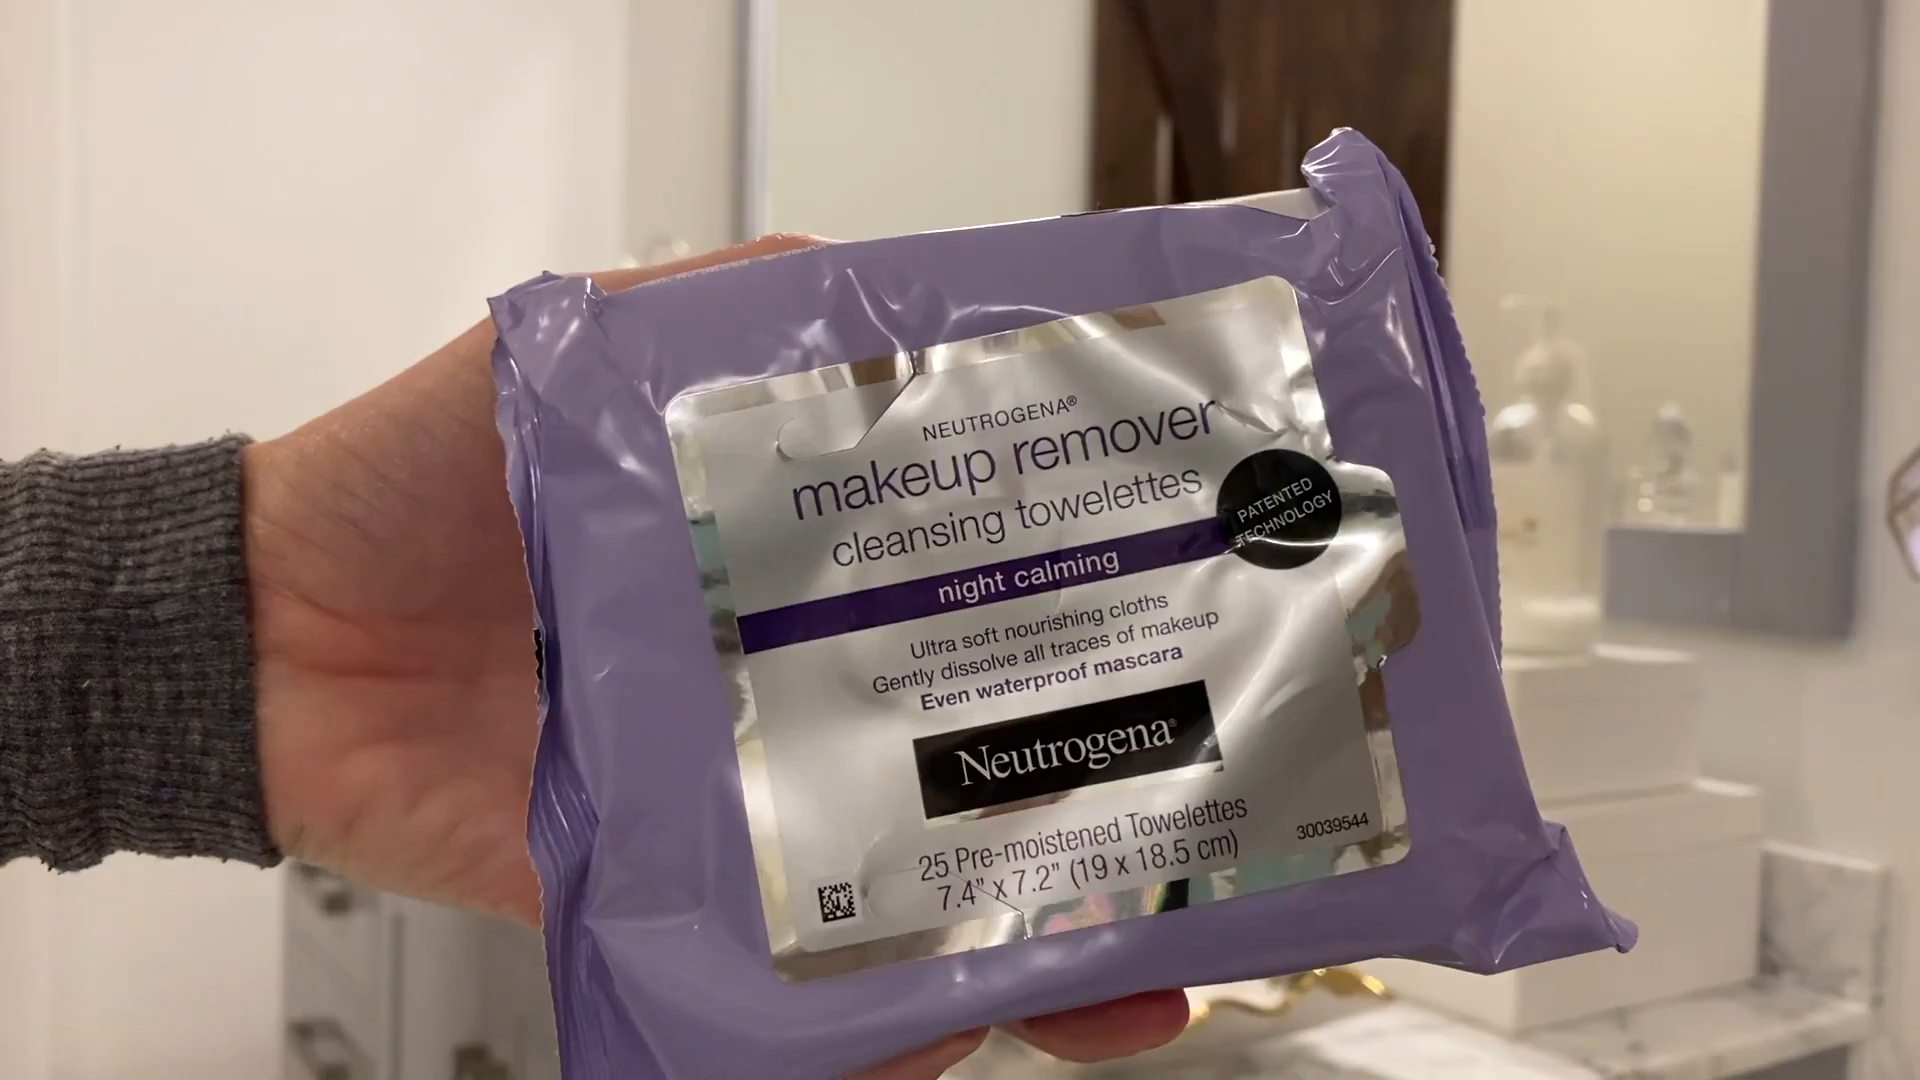 NEUTROGENA®
makeup remover
cleansing towelettes
PATENTED
TECHNOLOGY
night calming
Ultra soft nourishing cloths
Gently dissolve all traces of makeup
Even waterproof mascara
Neutrogena®
25 Pre-moistened Towelettes
7.4” x 7.2” (19 x 18.5 cm)
30039544